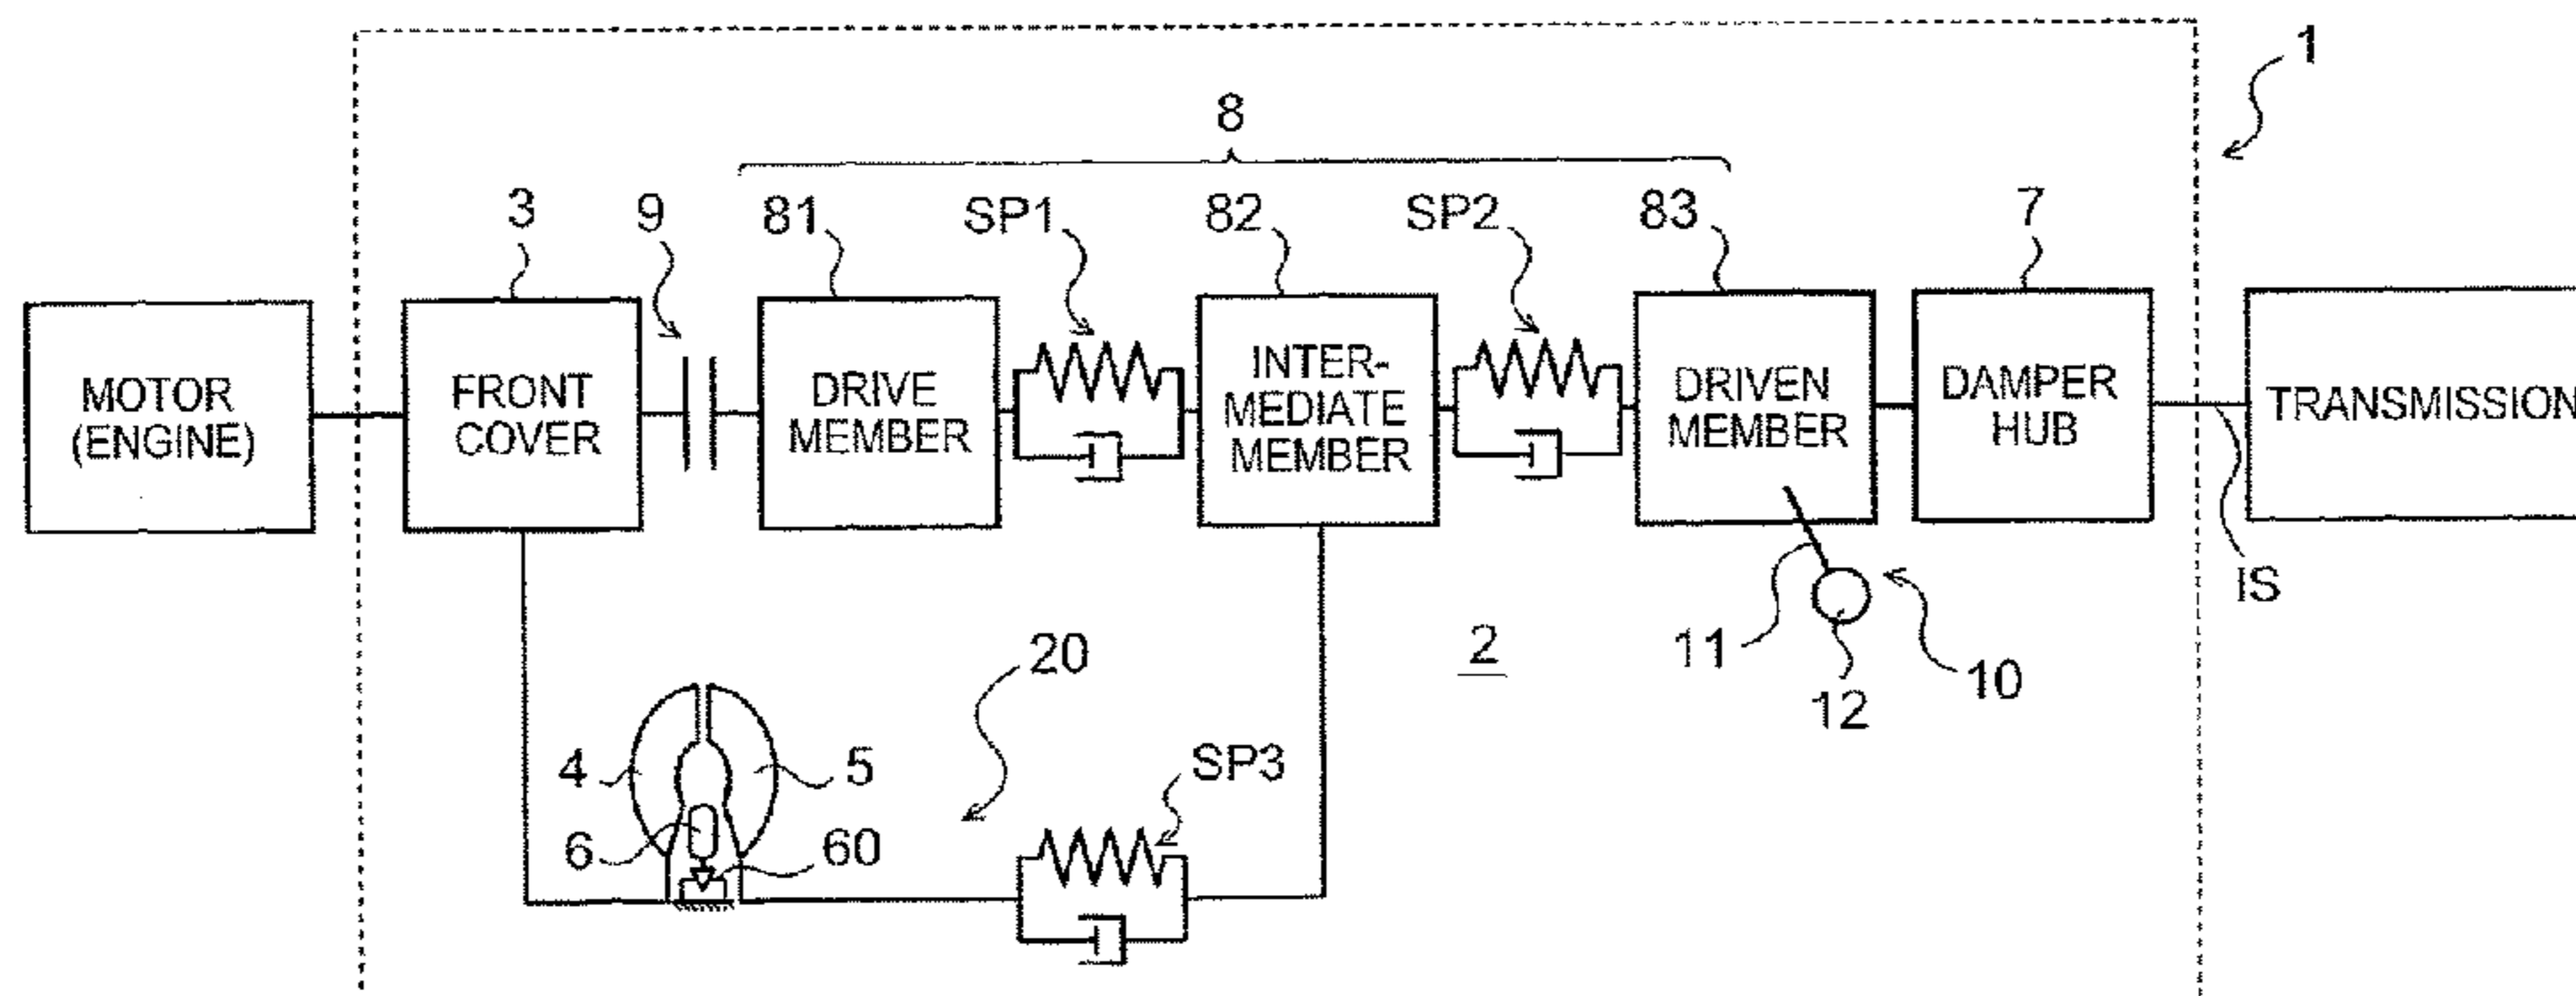 1
8
3
9
81
SP1
82
SP2
83
7
MOTOR
(ENGINE)
FRONT
COVER
DRIVE
MEMBER
INTER-
MEDIATE
MEMBER
DRIVEN
MEMBER
DAMPER
HUB
TRANSMISSION
IS
11
12
10
2
20
4
5
6
60
SP3